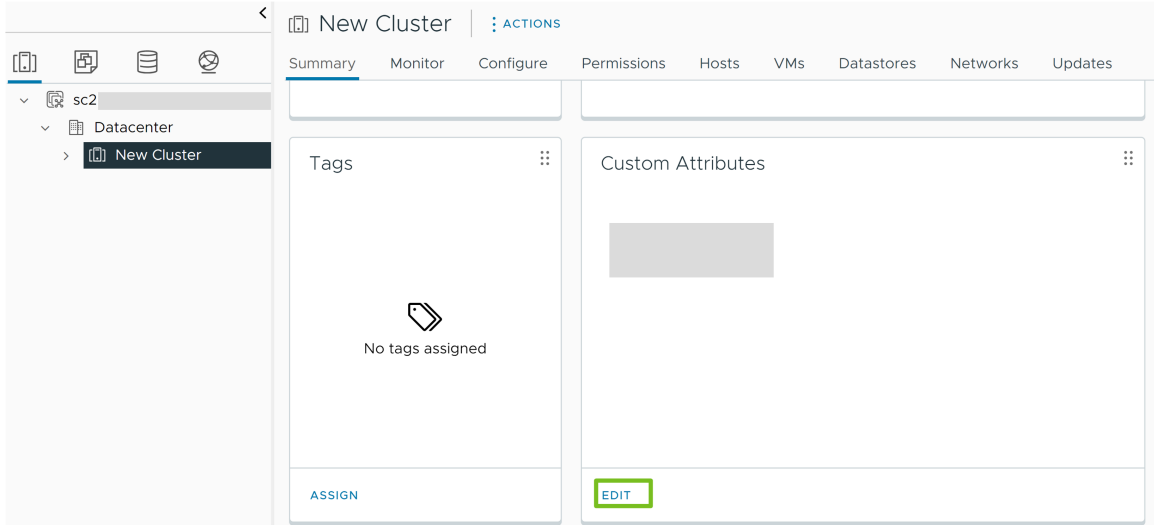 New Cluster
ACTIONS
Summary Monitor Configure Permissions Hosts VMs Datastores Networks Updates
sc2
Datacenter
New Cluster
Tags
No tags assigned
ASSIGN
Custom Attributes
EDIT